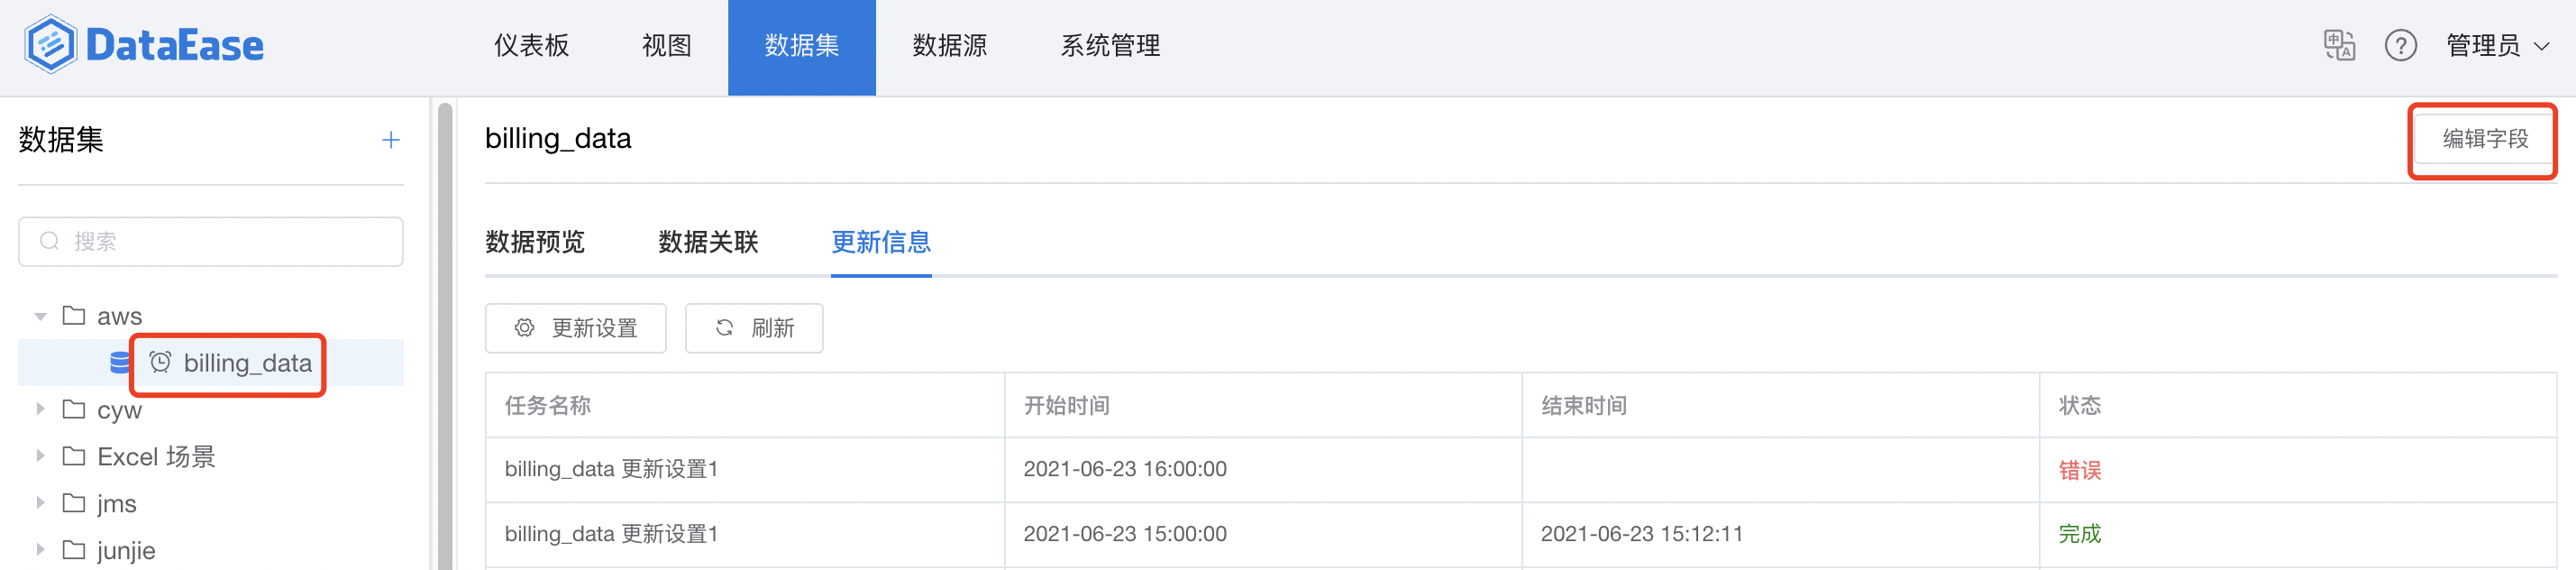 DataEase 仪表板 视图 数据集 数据源 系统管理 管理员
数据集
搜索
aws
billing_data
cyw
Excel 场景
jms
junjie
billing_data 编辑字段
数据预览 数据关联 更新信息
更新设置 刷新
任务名称 开始时间 结束时间 状态
billing_data 更新设置1 2021-06-23 16:00:00 错误
billing_data 更新设置1 2021-06-23 15:00:00 2021-06-23 15:12:11 完成